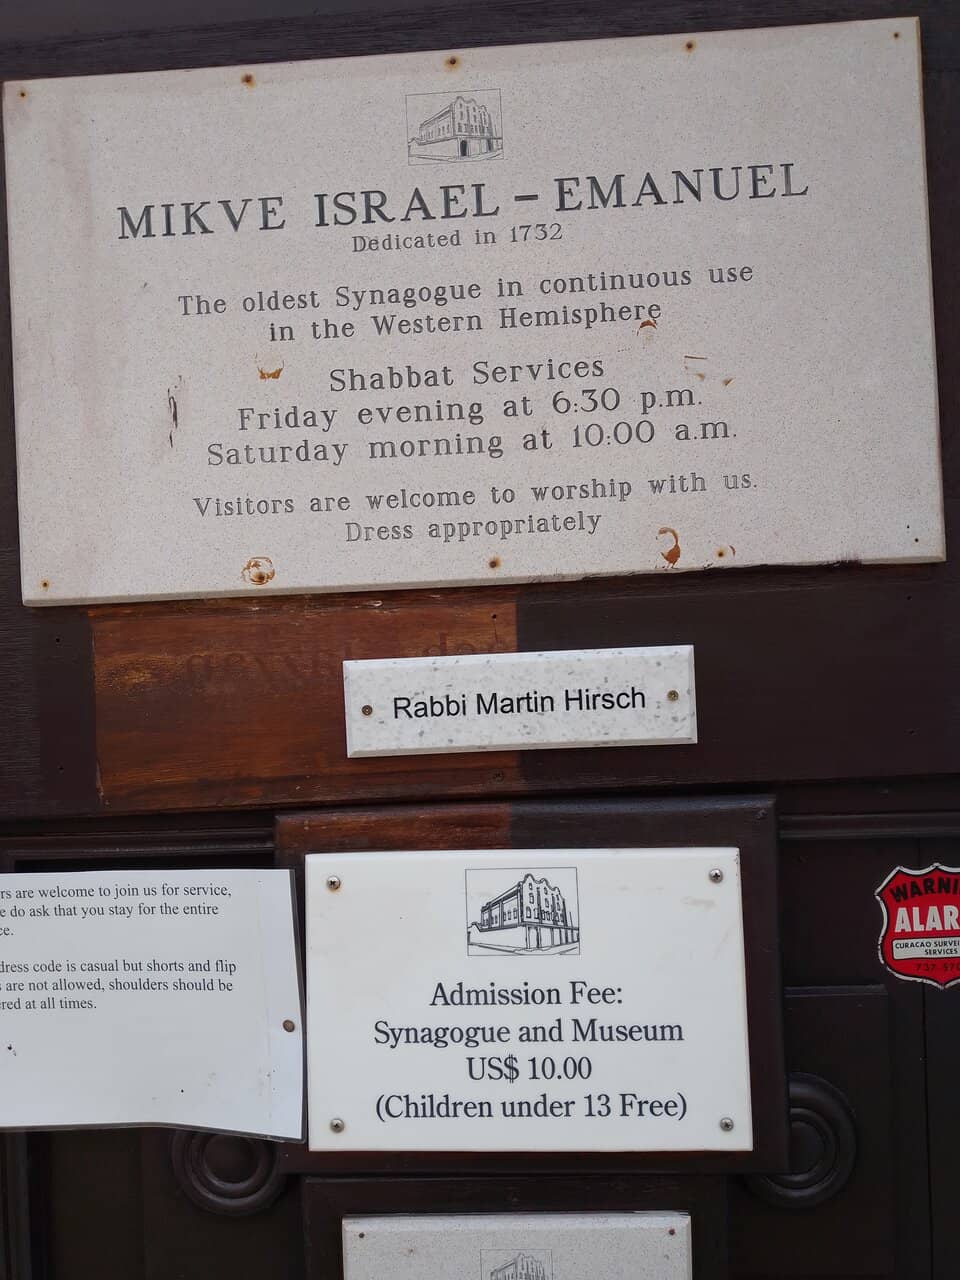 MIKVE ISRAEL – EMANUEL
Dedicated in 1732
The oldest Synagogue in continuous use
in the Western Hemisphere
Shabbat Services
Friday evening at 6:30 p.m.
Saturday morning at 10:00 a.m.
Visitors are welcome to worship with us.
Dress appropriately
Rabbi Martin Hirsch
are welcome to join us for service,
do ask that you stay for the entire
dress code is casual but shorts and flip
are not allowed, shoulders should be
at all times.
Admission Fee:
Synagogue and Museum
US$ 10.00
(Children under 13 Free)
CURACAO
SERVICES